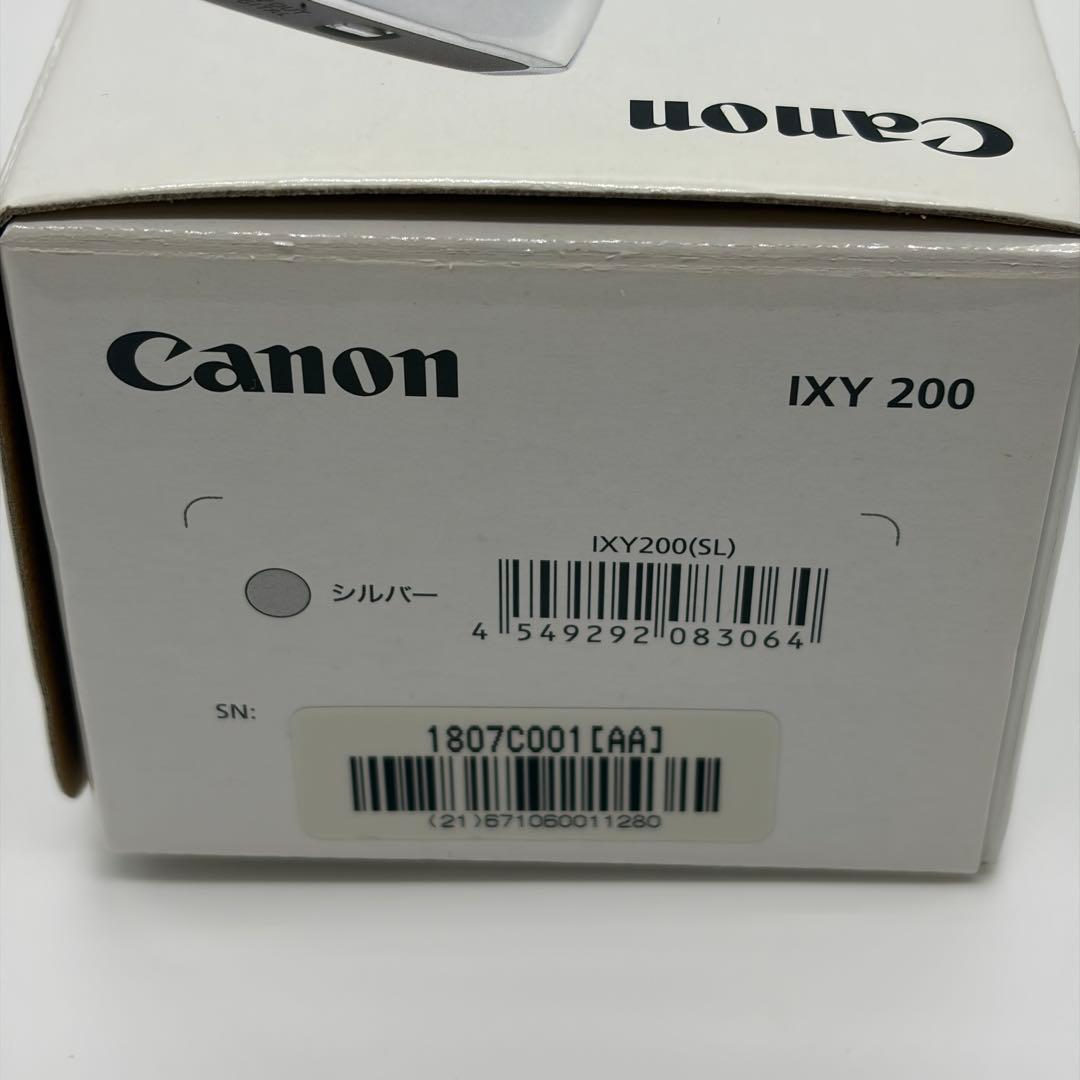 Canon
Canon
IXY 200
IXY200(SL)
シルバー
4 549292 083064
SN:
1807C001[AA]
(21)671060011280